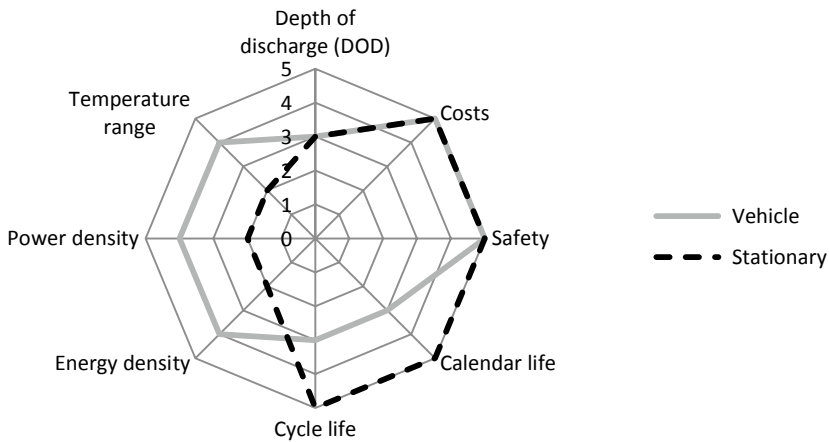 Depth of
discharge (DOD)
5
4
3
2
1
0
Temperature
range
Costs
Power density
Safety
Energy density
Calendar life
Cycle life
Vehicle
Stationary